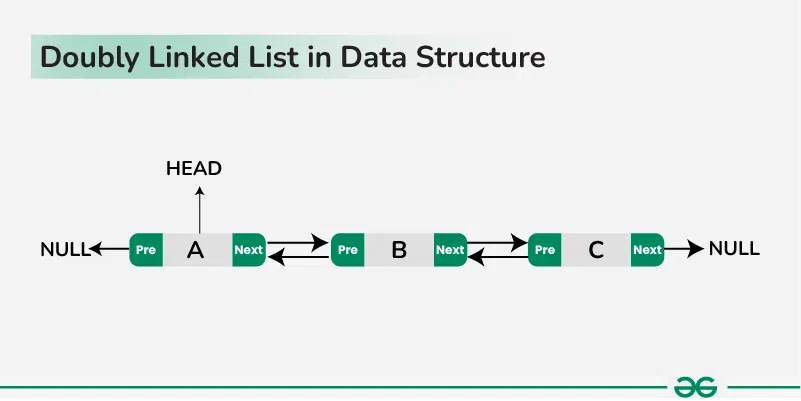 Doubly Linked List in Data Structure
HEAD
NULL Pre A Next Pre B Next Pre C Next NULL